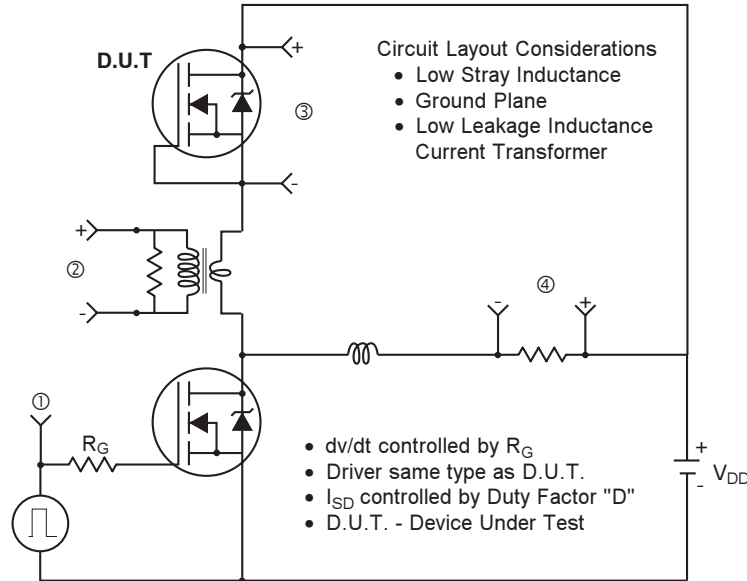 D.U.T
+
③
-
Circuit Layout Considerations
• Low Stray Inductance
• Ground Plane
• Low Leakage Inductance
Current Transformer
+
②
-
④
-
+
①
R_G
• dv/dt controlled by R_G
• Driver same type as D.U.T.
• I_SD controlled by Duty Factor "D"
• D.U.T. - Device Under Test
+
-
V_DD